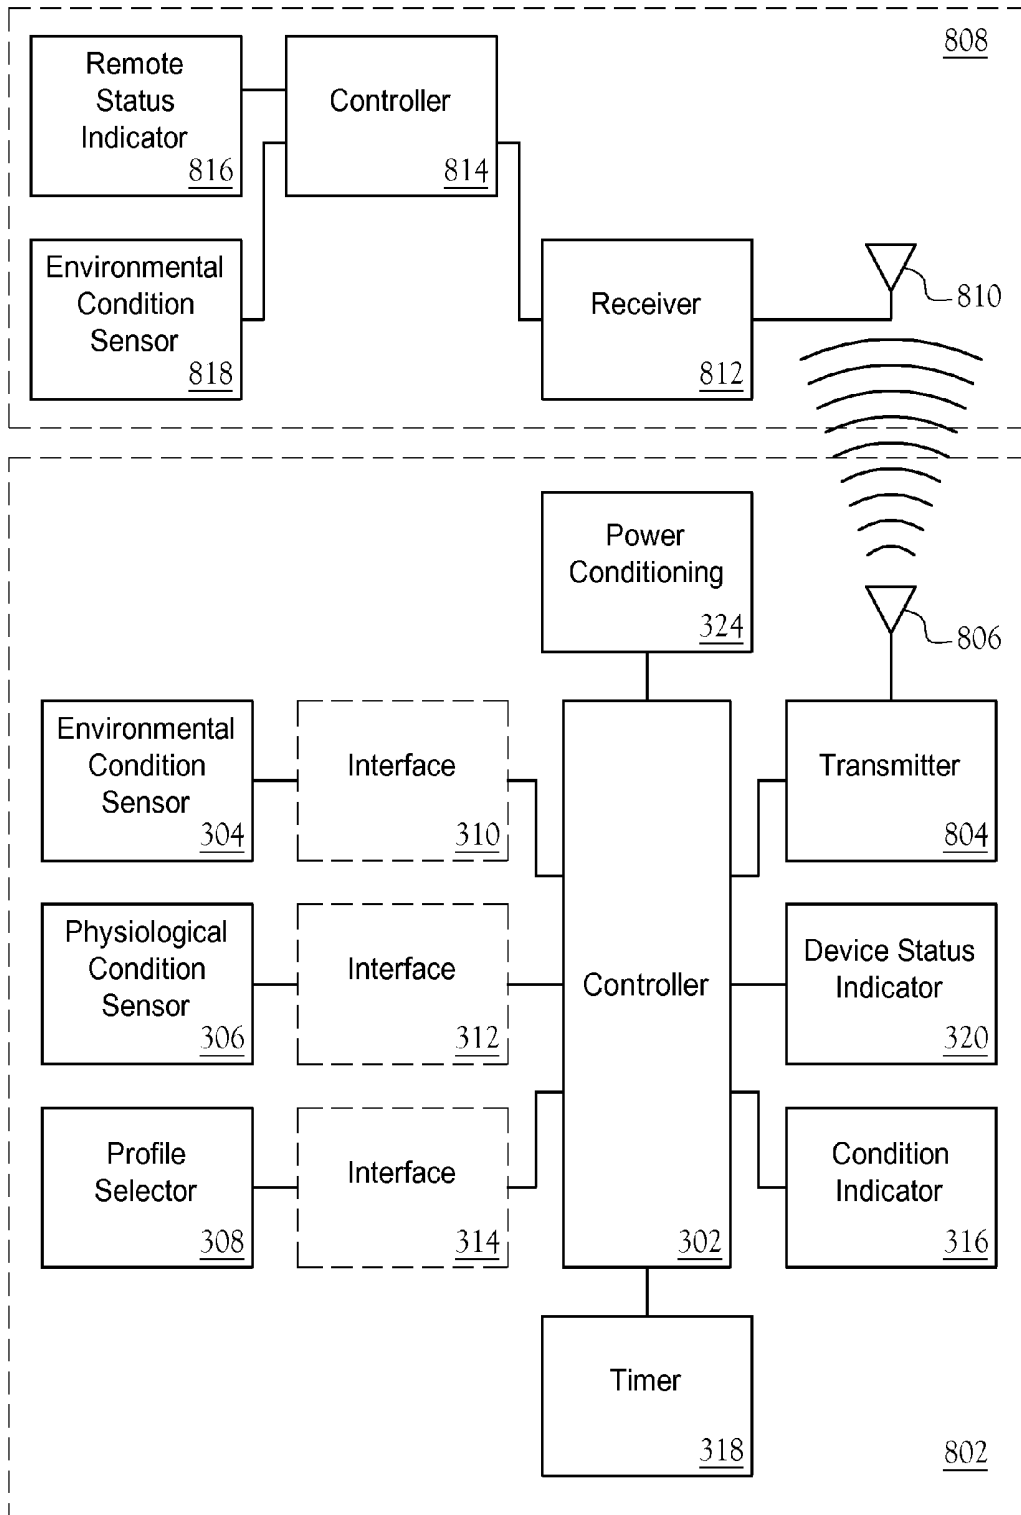 808
Remote
Status
Indicator
816
Controller
814
Environmental
Condition
Sensor
818
Receiver
812
810
Power
Conditioning
324
806
Environmental
Condition
Sensor
304
Interface
310
Transmitter
804
Physiological
Condition
Sensor
306
Interface
312
Controller
302
Device Status
Indicator
320
Profile
Selector
308
Interface
314
Condition
Indicator
316
Timer
318
802